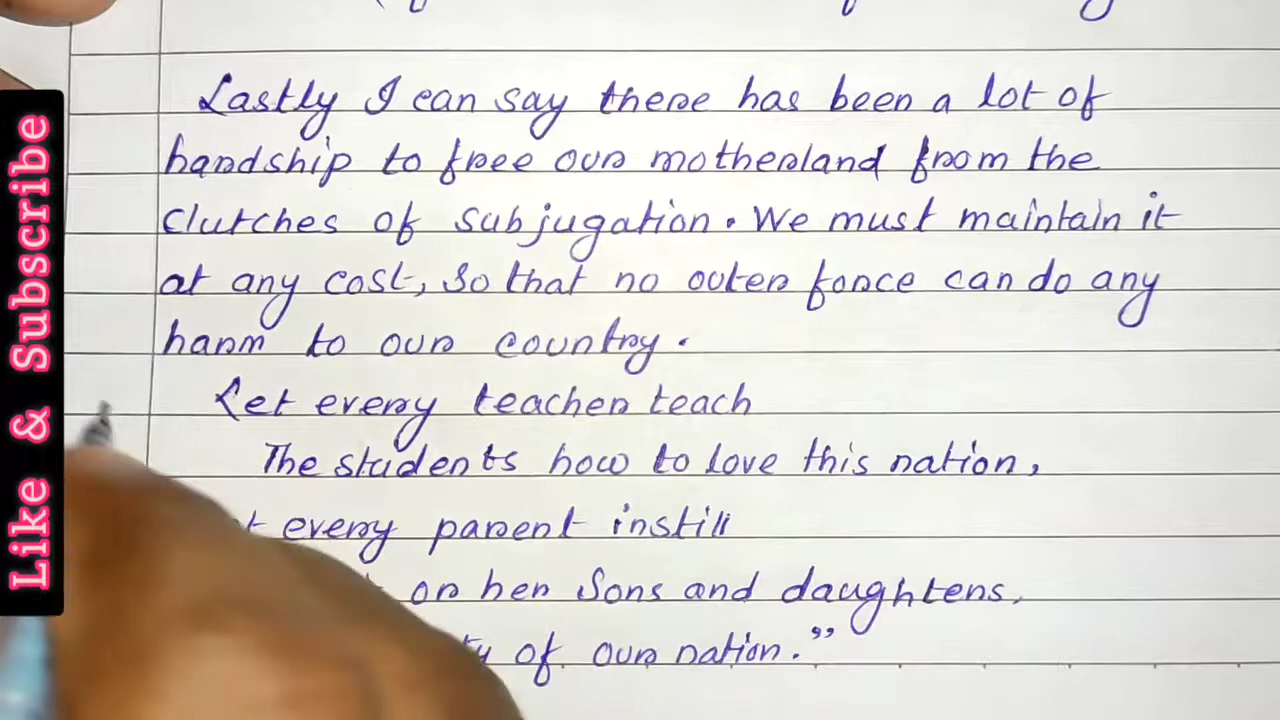 Lastly I can say there has been a lot of
hardship to free our motherland from the
clutches of subjugation. We must maintain it
at any cost, so that no outer force can do any
harm to our country.
Let every teacher teach
The students how to love this nation,
every parent instill
or her Sons and daughters,
of our nation.”
Like & Subscribe